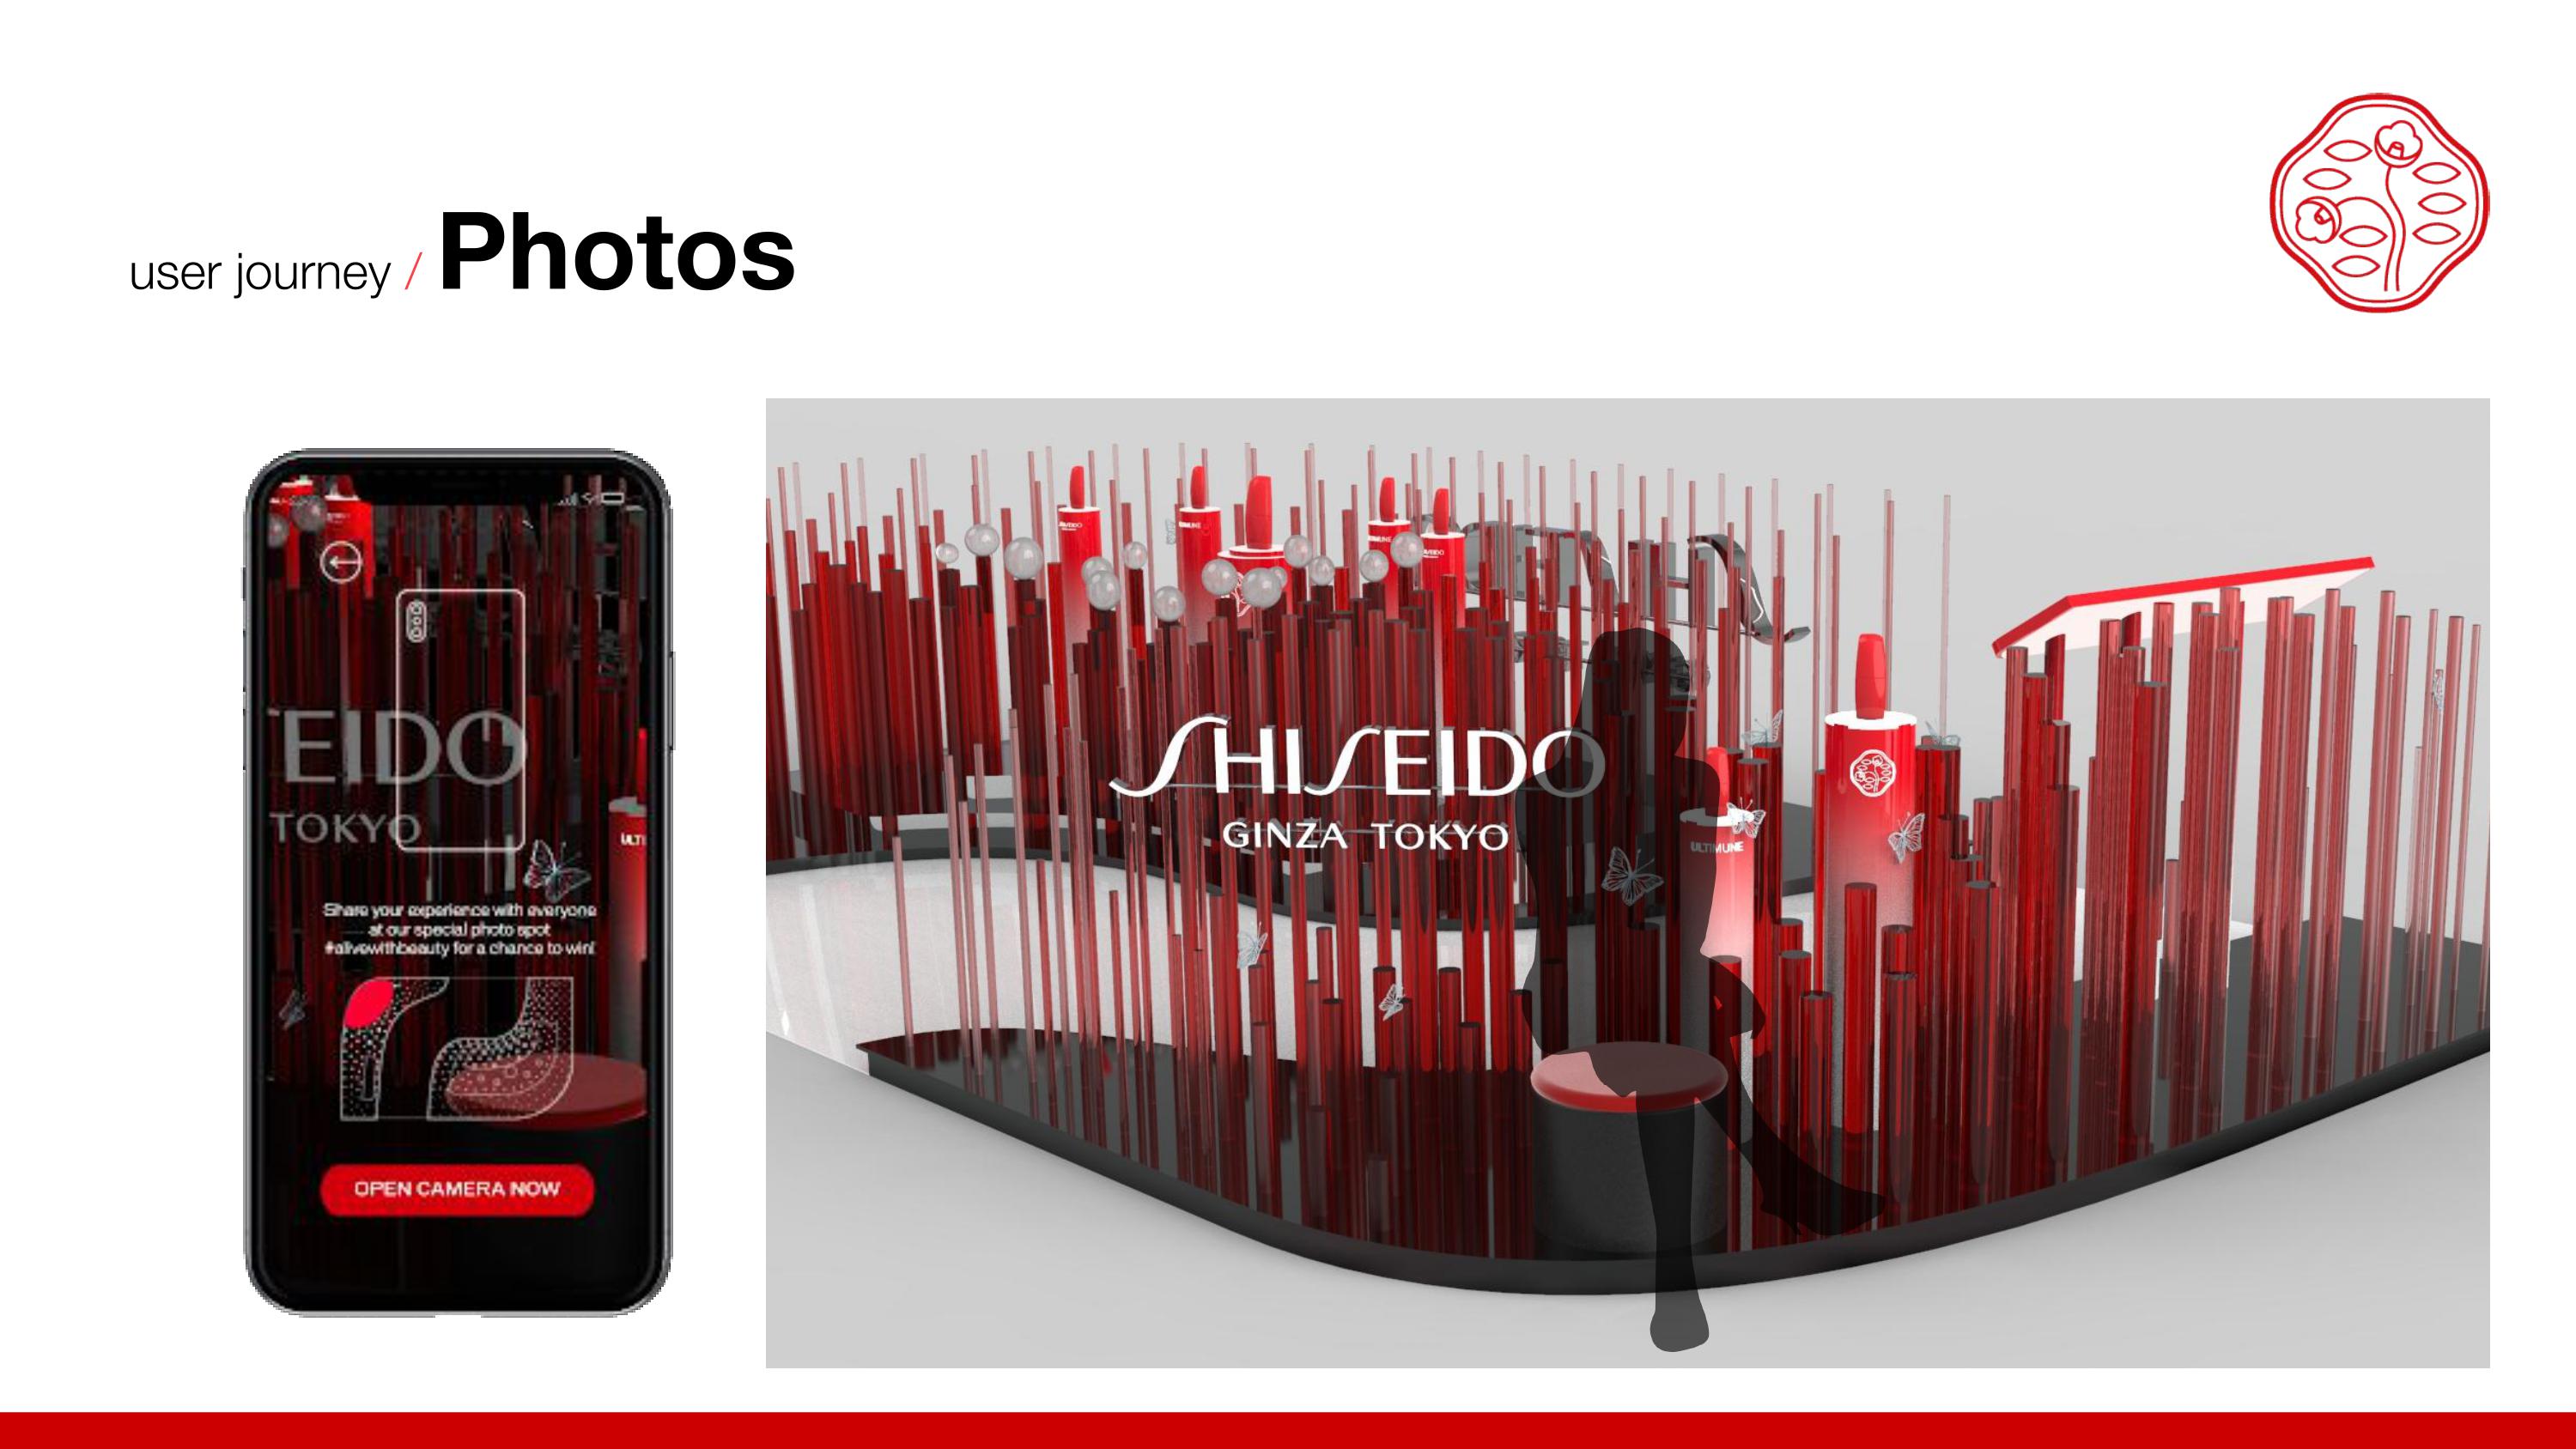 user journey / Photos
EIDO
TOKYO
ULTI
Share your experience with everyone
at our special photo spot
#alivewithbeauty for a chance to win!
OPEN CAMERA NOW
SHISEIDO
GINZA TOKYO
ULTIMUNE